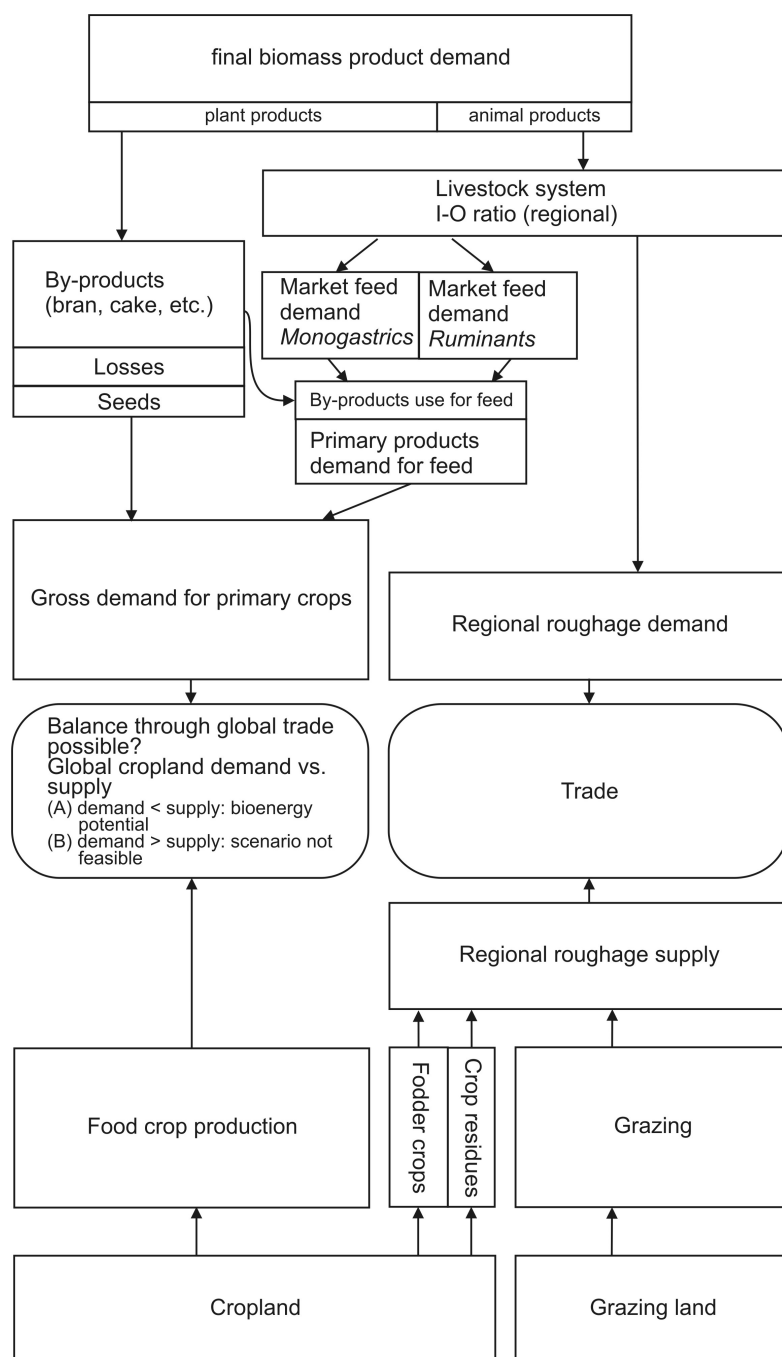 final biomass product demand
plant products
animal products
Livestock system
I-O ratio (regional)
By-products
(bran, cake, etc.)
Losses
Seeds
Market feed
demand
Monogastrics
Market feed
demand
Ruminants
By-products use for feed
Primary products
demand for feed
Gross demand for primary crops
Regional roughage demand
Balance through global trade
possible?
Global cropland demand vs.
supply
(A) demand < supply: bioenergy
potential
(B) demand > supply: scenario not
feasible
Trade
Regional roughage supply
Food crop production
Fodder crops
Crop residues
Grazing
Cropland
Grazing land